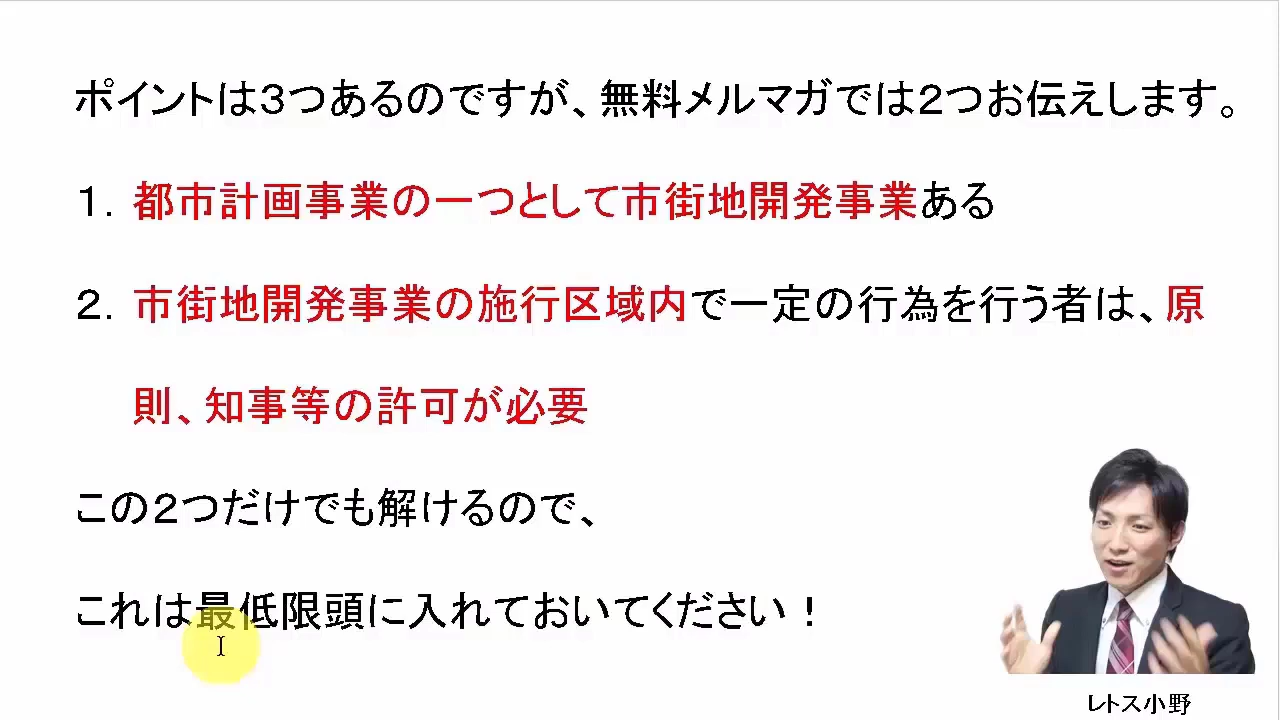 ポイントは３つあるのですが、無料メルマガでは２つお伝えします。
１．都市計画事業の一つとして市街地開発事業ある
２．市街地開発事業の施行区域内で一定の行為を行う者は、原
則、知事等の許可が必要
この２つだけでも解けるので、
これは最低限頭に入れておいてください！
レトス小野